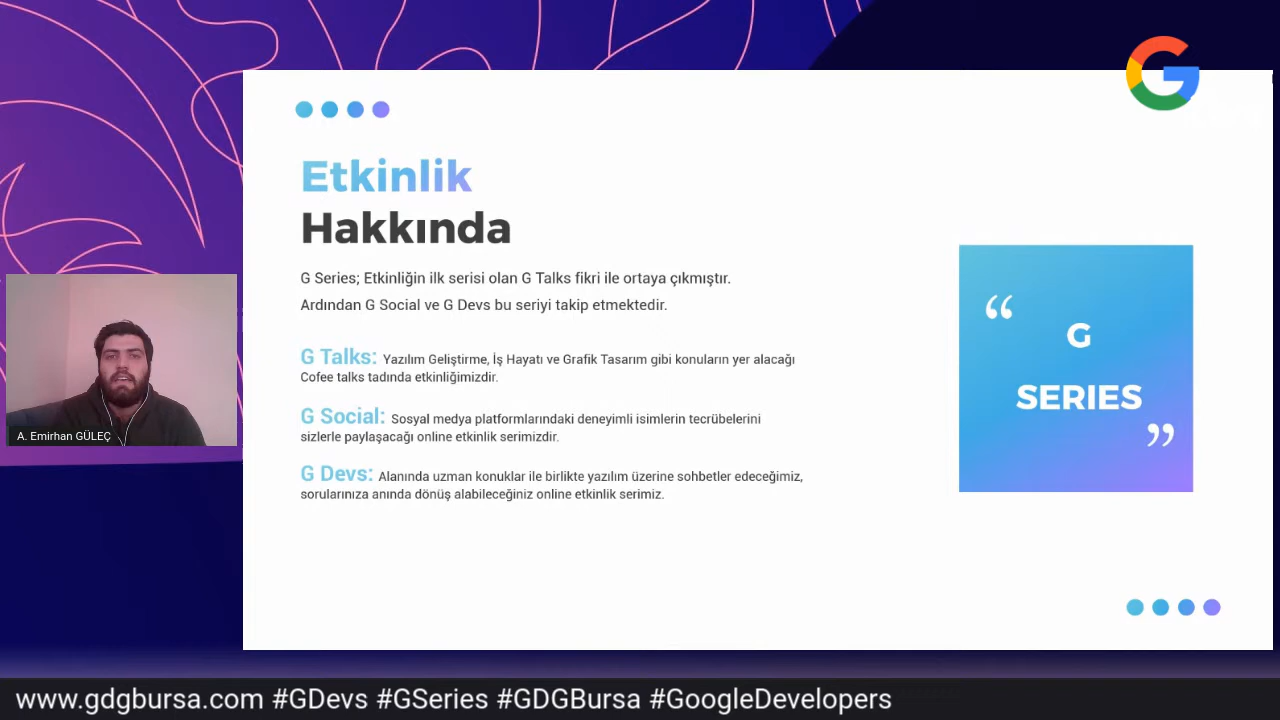 Etkinlik
Hakkında
G Series; Etkinliğin ilk serisi olan G Talks fikri ile ortaya çıkmıştır.
Ardından G Social ve G Devs bu seriyi takip etmektedir.
G Talks: Yazılım Geliştirme, İş Hayatı ve Grafik Tasarım gibi konuların yer alacağı
Cofee talks tadında etkinliğimizdir.
G Social: Sosyal medya platformlarındaki deneyimli isimlerin tecrübelerini
sizlerle paylaşacağı online etkinlik serimizdir.
G Devs: Alanında uzman konuklar ile birlikte yazılım üzerine sohbetler edeceğimiz,
sorularınıza anında dönüş alabileceğiniz online etkinlik serimiz.
“
G
SERIES
”
A. Emirhan GÜLEÇ
www.gdgbursa.com #GDevs #GSeries #GDGBursa #GoogleDevelopers